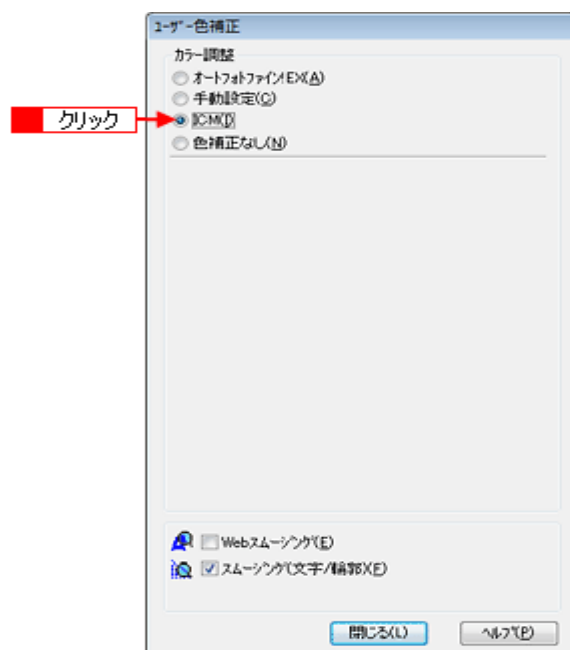 ユーザー色補正
カラー調整
オートフォトファイン!EX(A)
手動設定(C)
クリック
ICM(I)
色補正なし(N)
Webスムージング(E)
スムージング(文字/輪郭)(F)
閉じる(L)
ヘルプ(P)